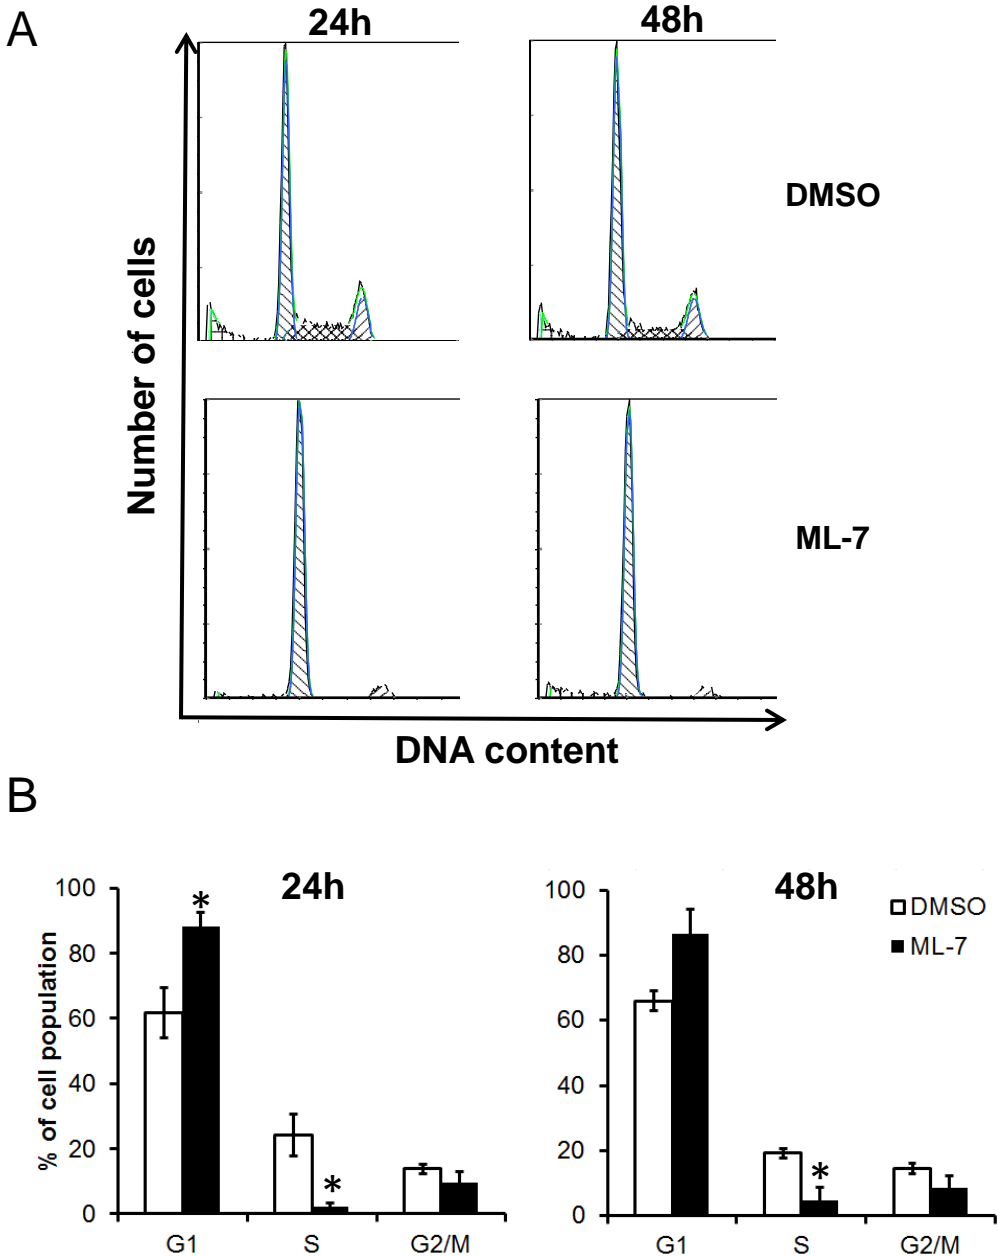 A
24h
48h
DMSO
Number of cells
ML-7
DNA content
B
24h
48h
% of cell population
100
80
60
40
20
0
*
*
G1
S
G2/M
100
80
60
40
20
0
*
DMSO
ML-7
G1
S
G2/M